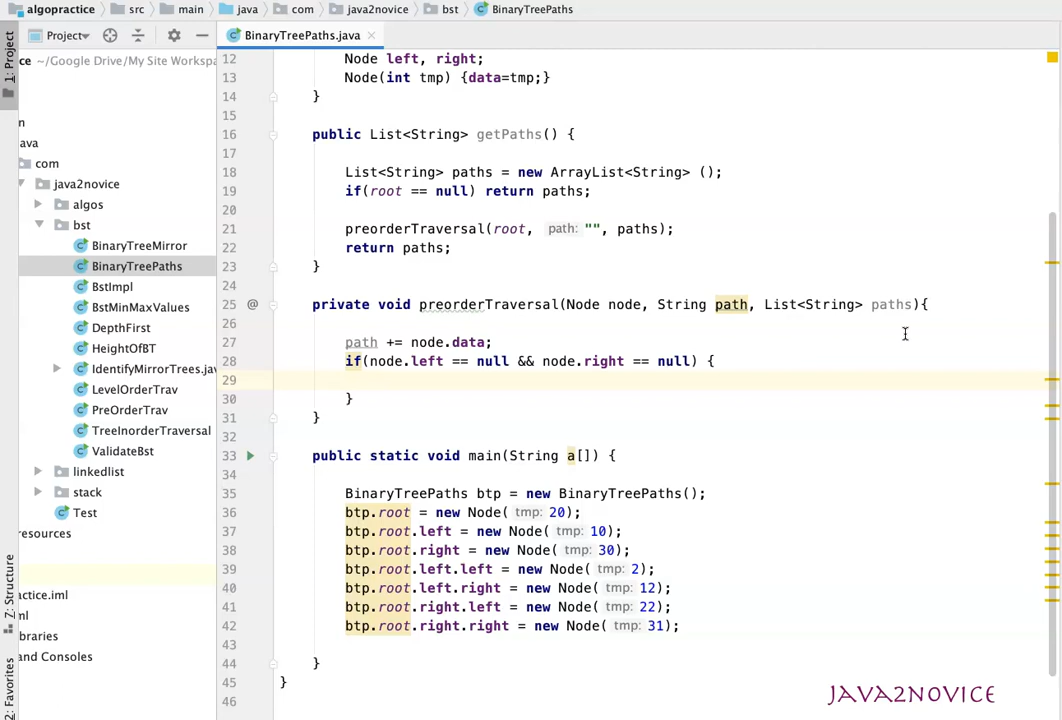 algopractice src main java com java2novice bst BinaryTreePaths
1: Project
Project
BinaryTreePaths.java
ce ~/Google Drive/My Site Workspa
n
ava
com
java2novice
algos
bst
BinaryTreeMirror
BinaryTreePaths
BstImpl
BstMinMaxValues
DepthFirst
HeightOfBT
IdentifyMirrorTrees.jav
LevelOrderTrav
PreOrderTrav
TreeInorderTraversal
ValidateBst
linkedlist
stack
Test
resources
ctice.iml
ml
ibraries
and Consoles
Z: Structure
2: Favorites
12 Node left, right;
13 Node(int tmp) {data=tmp;}
14 }
15
16 public List<String> getPaths() {
17
18 List<String> paths = new ArrayList<String> ();
19 if(root == null) return paths;
20
21 preorderTraversal(root, path: "", paths);
22 return paths;
23 }
24
25 @ private void preorderTraversal(Node node, String path, List<String> paths){
26
27 path += node.data;
28 if(node.left == null && node.right == null) {
29
30 }
31 }
32
33 public static void main(String a[]) {
34
35 BinaryTreePaths btp = new BinaryTreePaths();
36 btp.root = new Node( tmp: 20);
37 btp.root.left = new Node( tmp: 10);
38 btp.root.right = new Node( tmp: 30);
39 btp.root.left.left = new Node( tmp: 2);
40 btp.root.left.right = new Node( tmp: 12);
41 btp.root.right.left = new Node( tmp: 22);
42 btp.root.right.right = new Node( tmp: 31);
43
44 }
45 }
46
JAVA2NOVICE